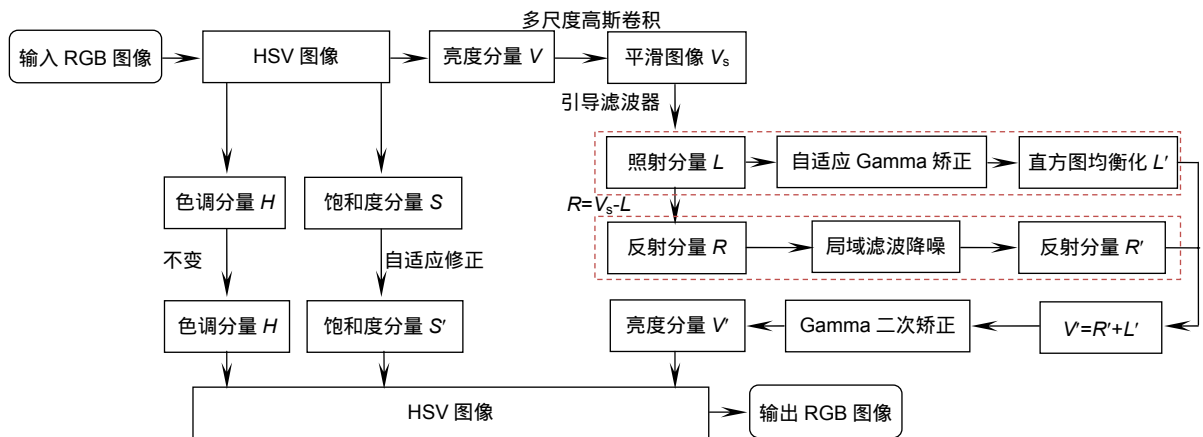 多尺度高斯卷积
输入 RGB 图像
HSV 图像
亮度分量 V
平滑图像 Vs
引导滤波器
照射分量 L
自适应 Gamma 矫正
直方图均衡化 L′
色调分量 H
饱和度分量 S
R=Vs-L
反射分量 R
局域滤波降噪
反射分量 R′
不变
自适应修正
色调分量 H
饱和度分量 S′
亮度分量 V′
Gamma 二次矫正
V′=R′+L′
HSV 图像
输出 RGB 图像